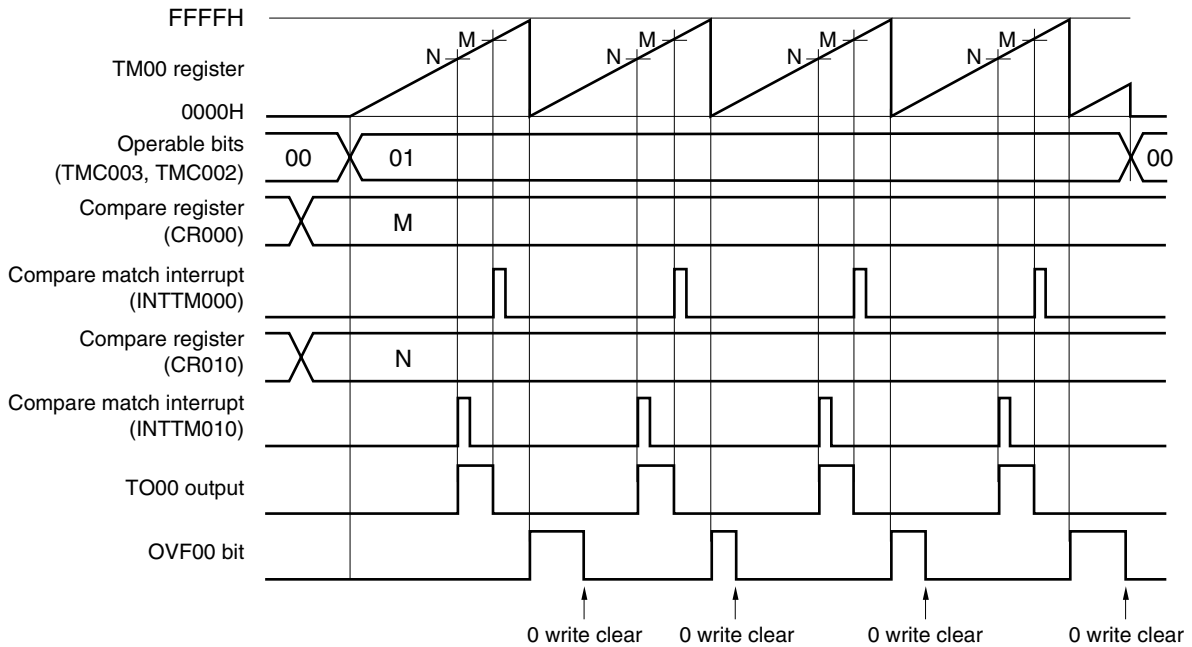 FFFFH
M M M M
N N N N
TM00 register
0000H
Operable bits
(TMC003, TMC002)
00 01 00
Compare register
(CR000)
M
Compare match interrupt
(INTTM000)
Compare register
(CR010)
N
Compare match interrupt
(INTTM010)
TO00 output
OVF00 bit
0 write clear 0 write clear 0 write clear 0 write clear